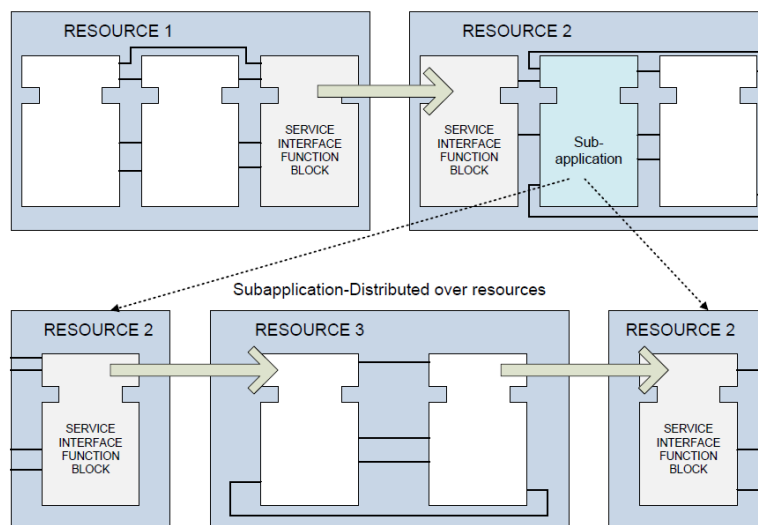 RESOURCE 1
RESOURCE 2
SERVICE
INTERFACE
FUNCTION
BLOCK
SERVICE
INTERFACE
FUNCTION
BLOCK
Sub-
application
Subapplication-Distributed over resources
RESOURCE 2
RESOURCE 3
RESOURCE 2
SERVICE
INTERFACE
FUNCTION
BLOCK
SERVICE
INTERFACE
FUNCTION
BLOCK